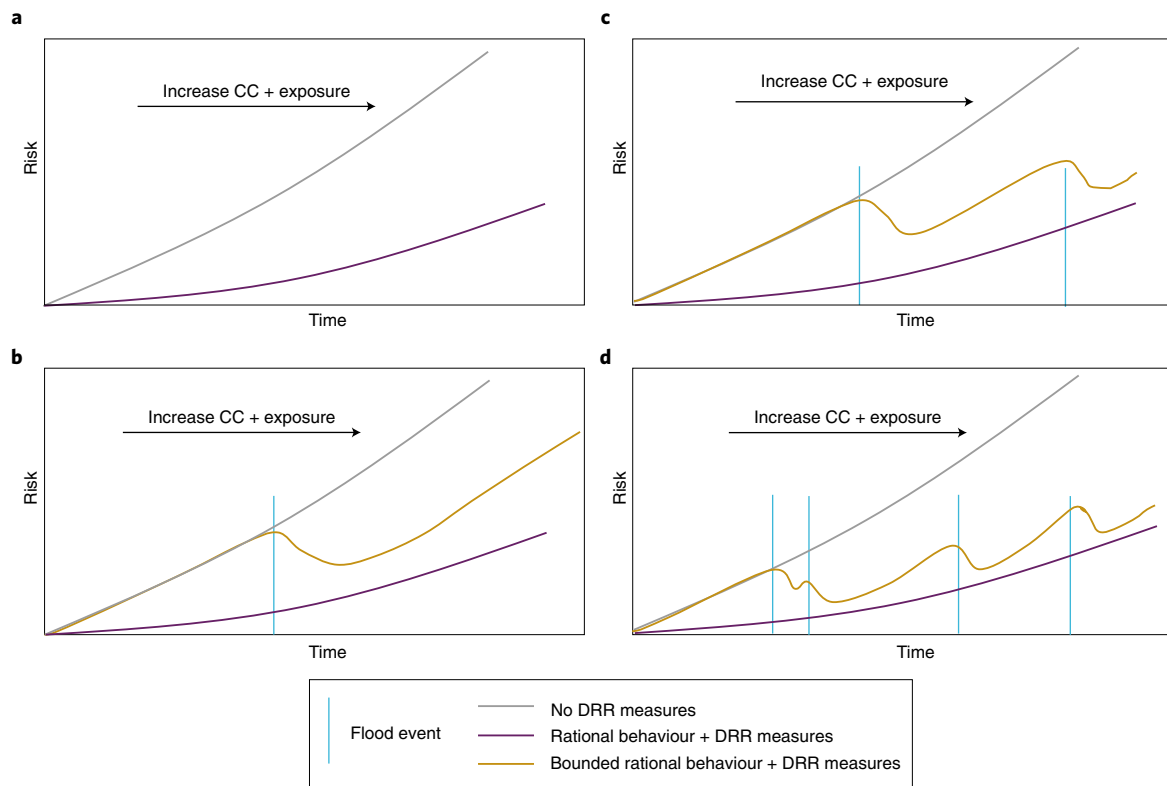 a
Increase CC + exposure
Risk
Time
b
Increase CC + exposure
Risk
Time
c
Increase CC + exposure
Risk
Time
d
Increase CC + exposure
Risk
Time
Flood event
No DRR measures
Rational behaviour + DRR measures
Bounded rational behaviour + DRR measures